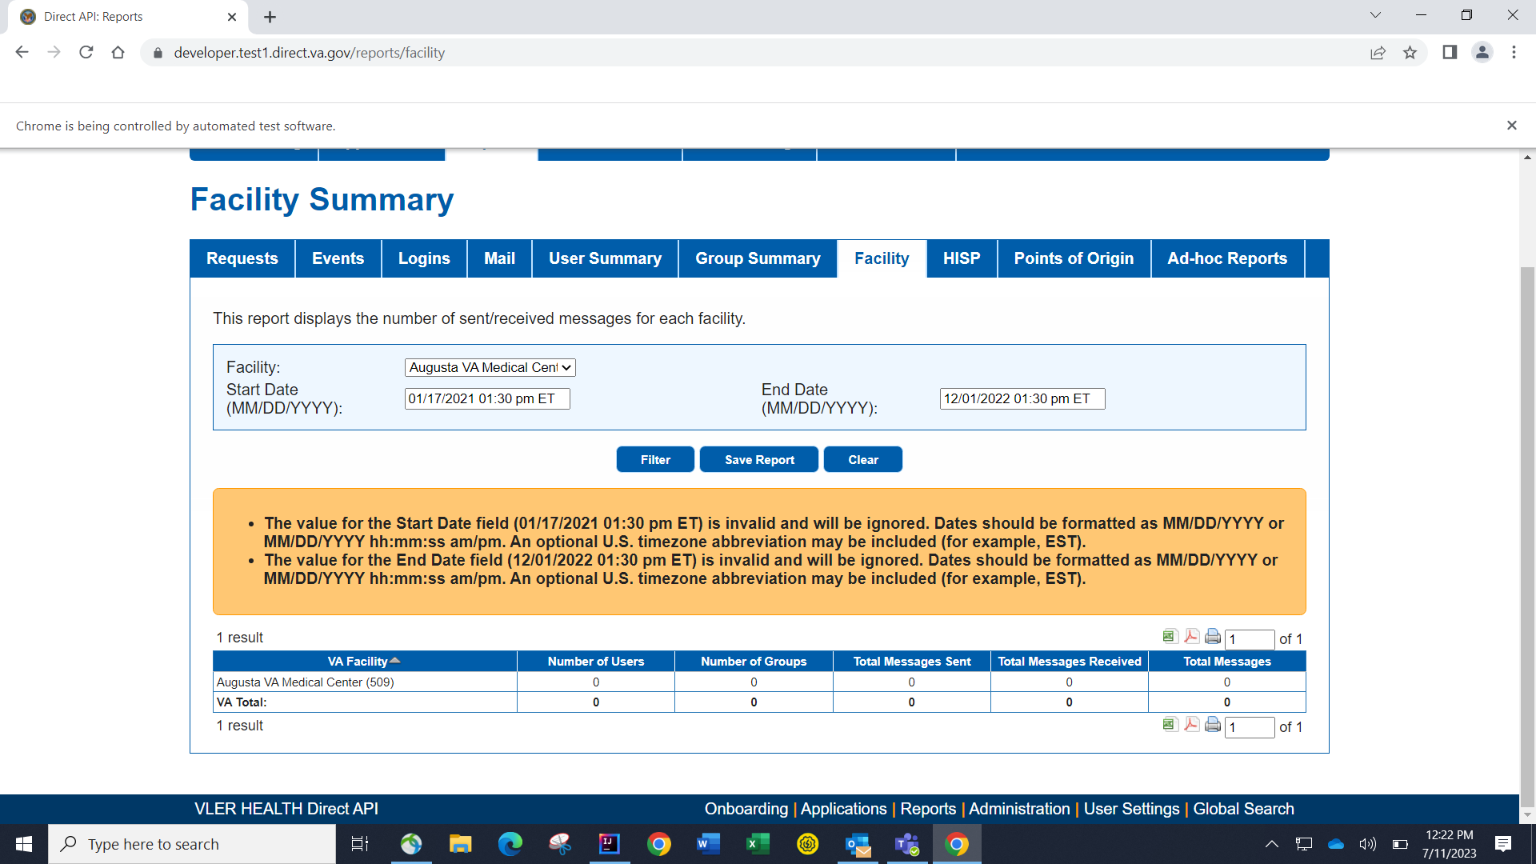 Direct API: Reports
developer.test1.direct.va.gov/reports/facility
Chrome is being controlled by automated test software.
Facility Summary
Requests Events Logins Mail User Summary Group Summary Facility HISP Points of Origin Ad-hoc Reports
This report displays the number of sent/received messages for each facility.
Facility: Augusta VA Medical Cent
Start Date
(MM/DD/YYYY): 01/17/2021 01:30 pm ET
End Date
(MM/DD/YYYY): 12/01/2022 01:30 pm ET
Filter Save Report Clear
• The value for the Start Date field (01/17/2021 01:30 pm ET) is invalid and will be ignored. Dates should be formatted as MM/DD/YYYY or
MM/DD/YYYY hh:mm:ss am/pm. An optional U.S. timezone abbreviation may be included (for example, EST).
• The value for the End Date field (12/01/2022 01:30 pm ET) is invalid and will be ignored. Dates should be formatted as MM/DD/YYYY or
MM/DD/YYYY hh:mm:ss am/pm. An optional U.S. timezone abbreviation may be included (for example, EST).
1 result 1 of 1
VA Facility Number of Users Number of Groups Total Messages Sent Total Messages Received Total Messages
Augusta VA Medical Center (509) 0 0 0 0 0
VA Total: 0 0 0 0 0
1 result 1 of 1
VLER HEALTH Direct API Onboarding | Applications | Reports | Administration | User Settings | Global Search
Type here to search
12:22 PM
7/11/2023